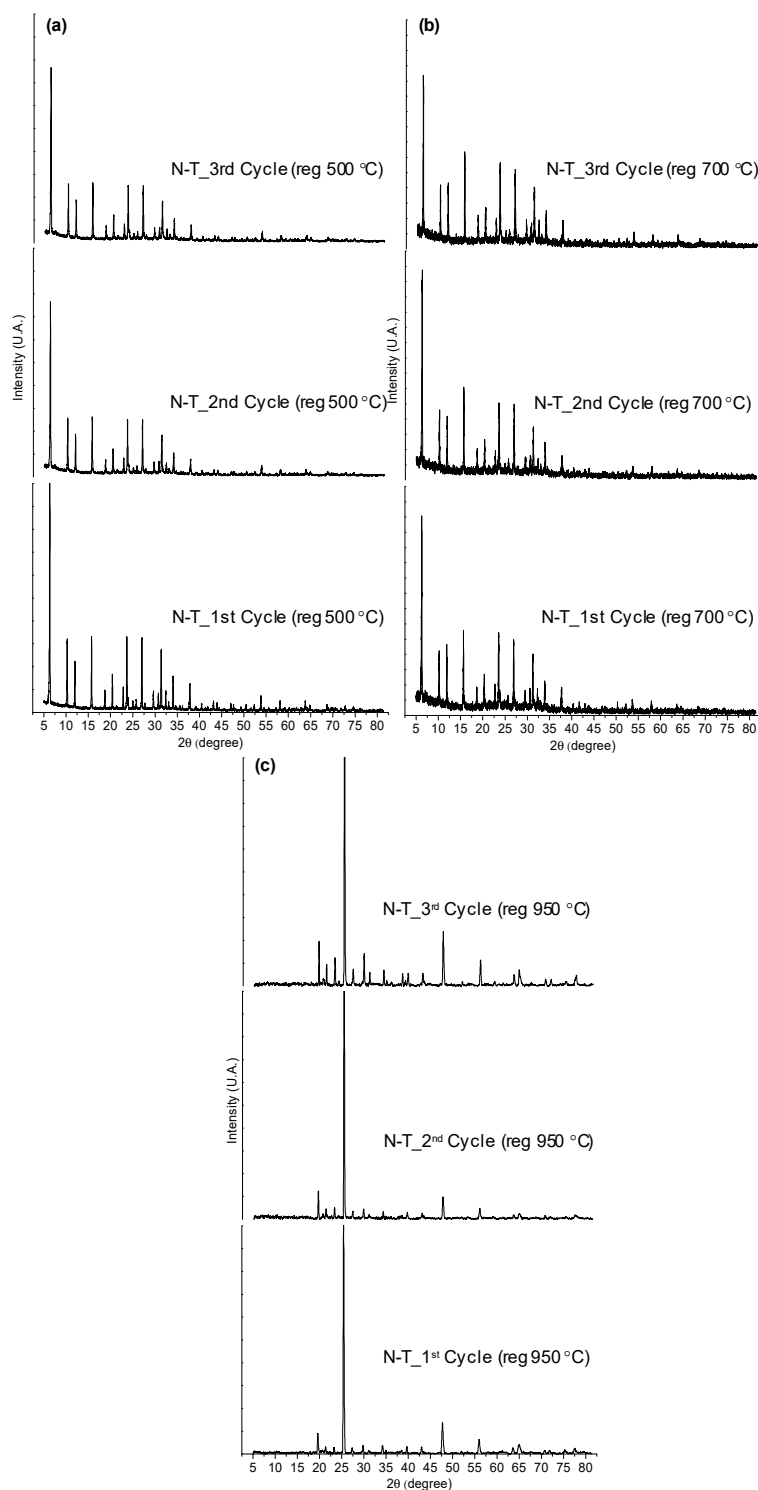 (a)
N-T_3rd Cycle (reg 500 °C)
N-T_2nd Cycle (reg 500 °C)
N-T_1st Cycle (reg 500 °C)
Intensity (U.A.)
5 10 15 20 25 30 35 40 45 50 55 60 65 70 75 80
2θ (degree)
(b)
N-T_3rd Cycle (reg 700 °C)
N-T_2nd Cycle (reg 700 °C)
N-T_1st Cycle (reg 700 °C)
Intensity (U.A.)
5 10 15 20 25 30 35 40 45 50 55 60 65 70 75 80
2θ (degree)
(c)
N-T_3rd Cycle (reg 950 °C)
N-T_2nd Cycle (reg 950 °C)
N-T_1st Cycle (reg 950 °C)
Intensity (U.A.)
5 10 15 20 25 30 35 40 45 50 55 60 65 70 75 80
2θ (degree)